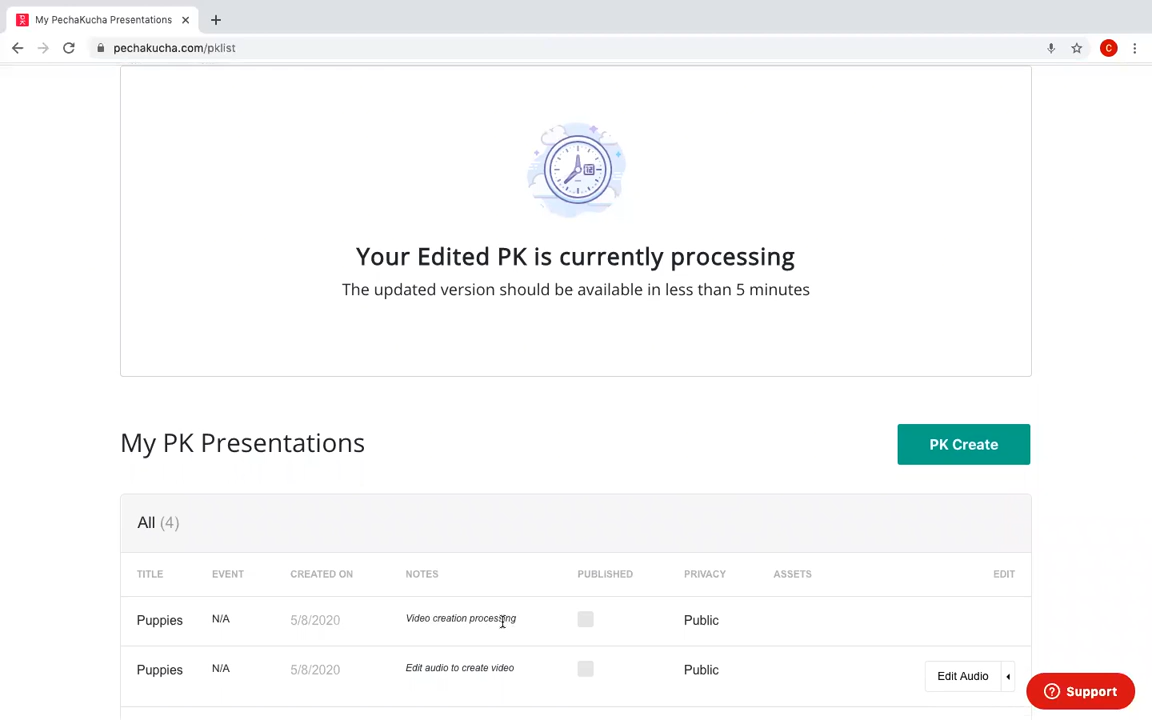 My PechaKucha Presentations
pechakucha.com/pklist
C
12
Your Edited PK is currently processing
The updated version should be available in less than 5 minutes
My PK Presentations
PK Create
All (4)
TITLE EVENT CREATED ON NOTES PUBLISHED PRIVACY ASSETS EDIT
Puppies N/A 5/8/2020 Video creation processing Public
Puppies N/A 5/8/2020 Edit audio to create video Public Edit Audio
Support